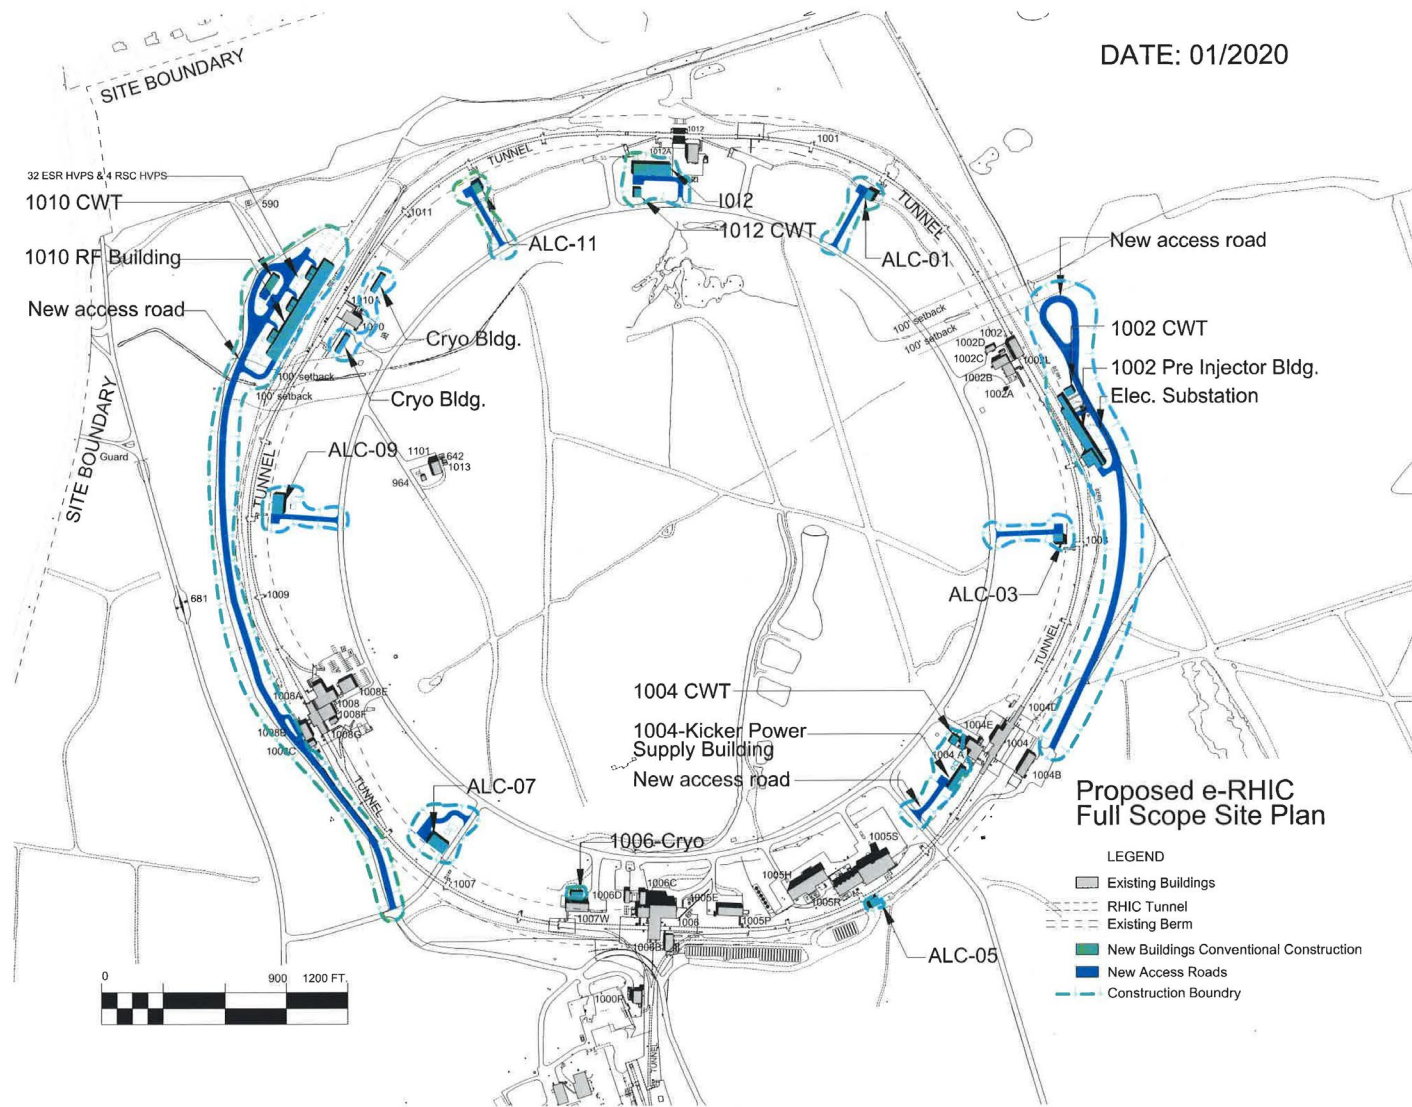 DATE: 01/2020
SITE BOUNDARY
1012
1001
1012A
TUNNEL
32 ESR HVPS & 4 RSC HVPS
1010 CWT
590
1011
1012
1012 CWT
TUNNEL
ALC-11
ALC-01
New access road
1010 RF Building
New access road
1010A
1010
Cryo Bldg.
100' setback
100' setback
1002
1002D
1002C
1002L
1002B
1002A
1002 CWT
1002 Pre Injector Bldg.
Elec. Substation
100' setback
100' setback
Cryo Bldg.
BERM
SITE BOUNDARY
Guard
TUNNEL
ALC-09
1101
642
1013
964
BERM
1003
ALC-03
681
1009
TUNNEL
1008A
1008E
1008
1008F
1008B
1008G
1008C
1004 CWT
1004-Kicker Power
Supply Building
New access road
1004D
1004E
1004
1004 A
1004B
TUNNEL
ALC-07
Proposed e-RHIC
Full Scope Site Plan
1006-Cryo
1005S
1005H
1007
1006C
1006D
1005E
1005R
1007W
1006
1005P
1006B
ALC-05
LEGEND
Existing Buildings
RHIC Tunnel
Existing Berm
New Buildings Conventional Construction
New Access Roads
Construction Boundry
0 900 1200 FT.
1000R
TUNNEL